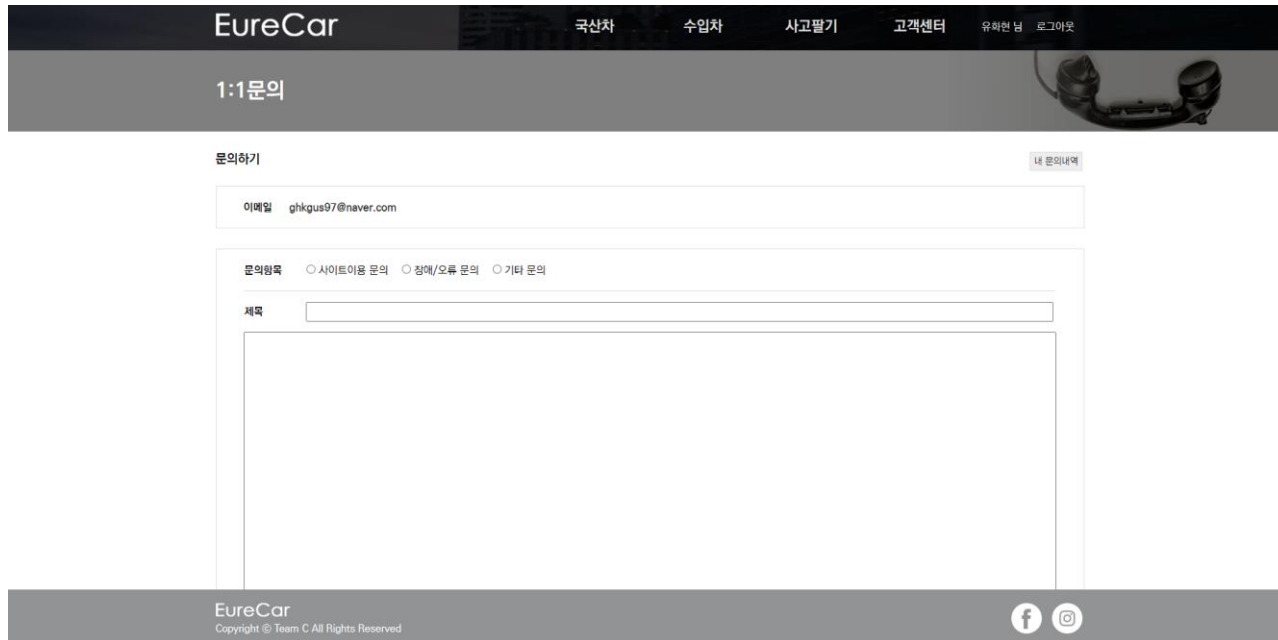 EureCar 국산차 수입차 사고팔기 고객센터 유화현 님 로그아웃
1:1문의
문의하기 내 문의내역
이메일 ghkgus97@naver.com
문의항목 사이트이용 문의 장애/오류 문의 기타 문의
제목
EureCar
Copyright © Team C All Rights Reserved